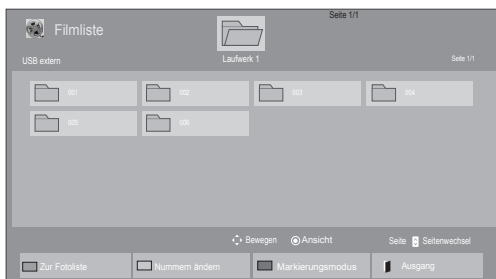 Seite 1/1
Filmliste
Laufwerk 1
USB extern
Seite 1/1
001
002
003
004
005
006
Bewegen
Ansicht
Seite
Seitenwechsel
Zur Fotoliste
Nummern ändern
Markierungsmodus
Ausgang